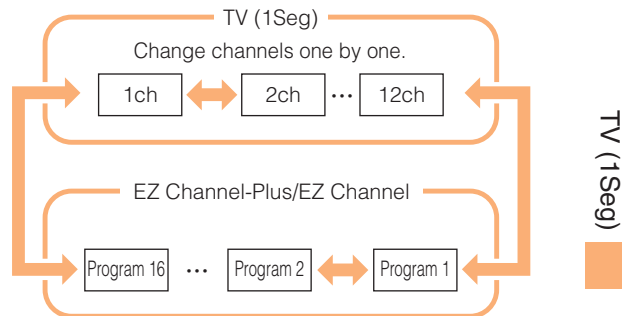 TV (1Seg)
Change channels one by one.
1ch 2ch ... 12ch
EZ Channel-Plus/EZ Channel
Program 16 ... Program 2 Program 1
TV (1Seg)